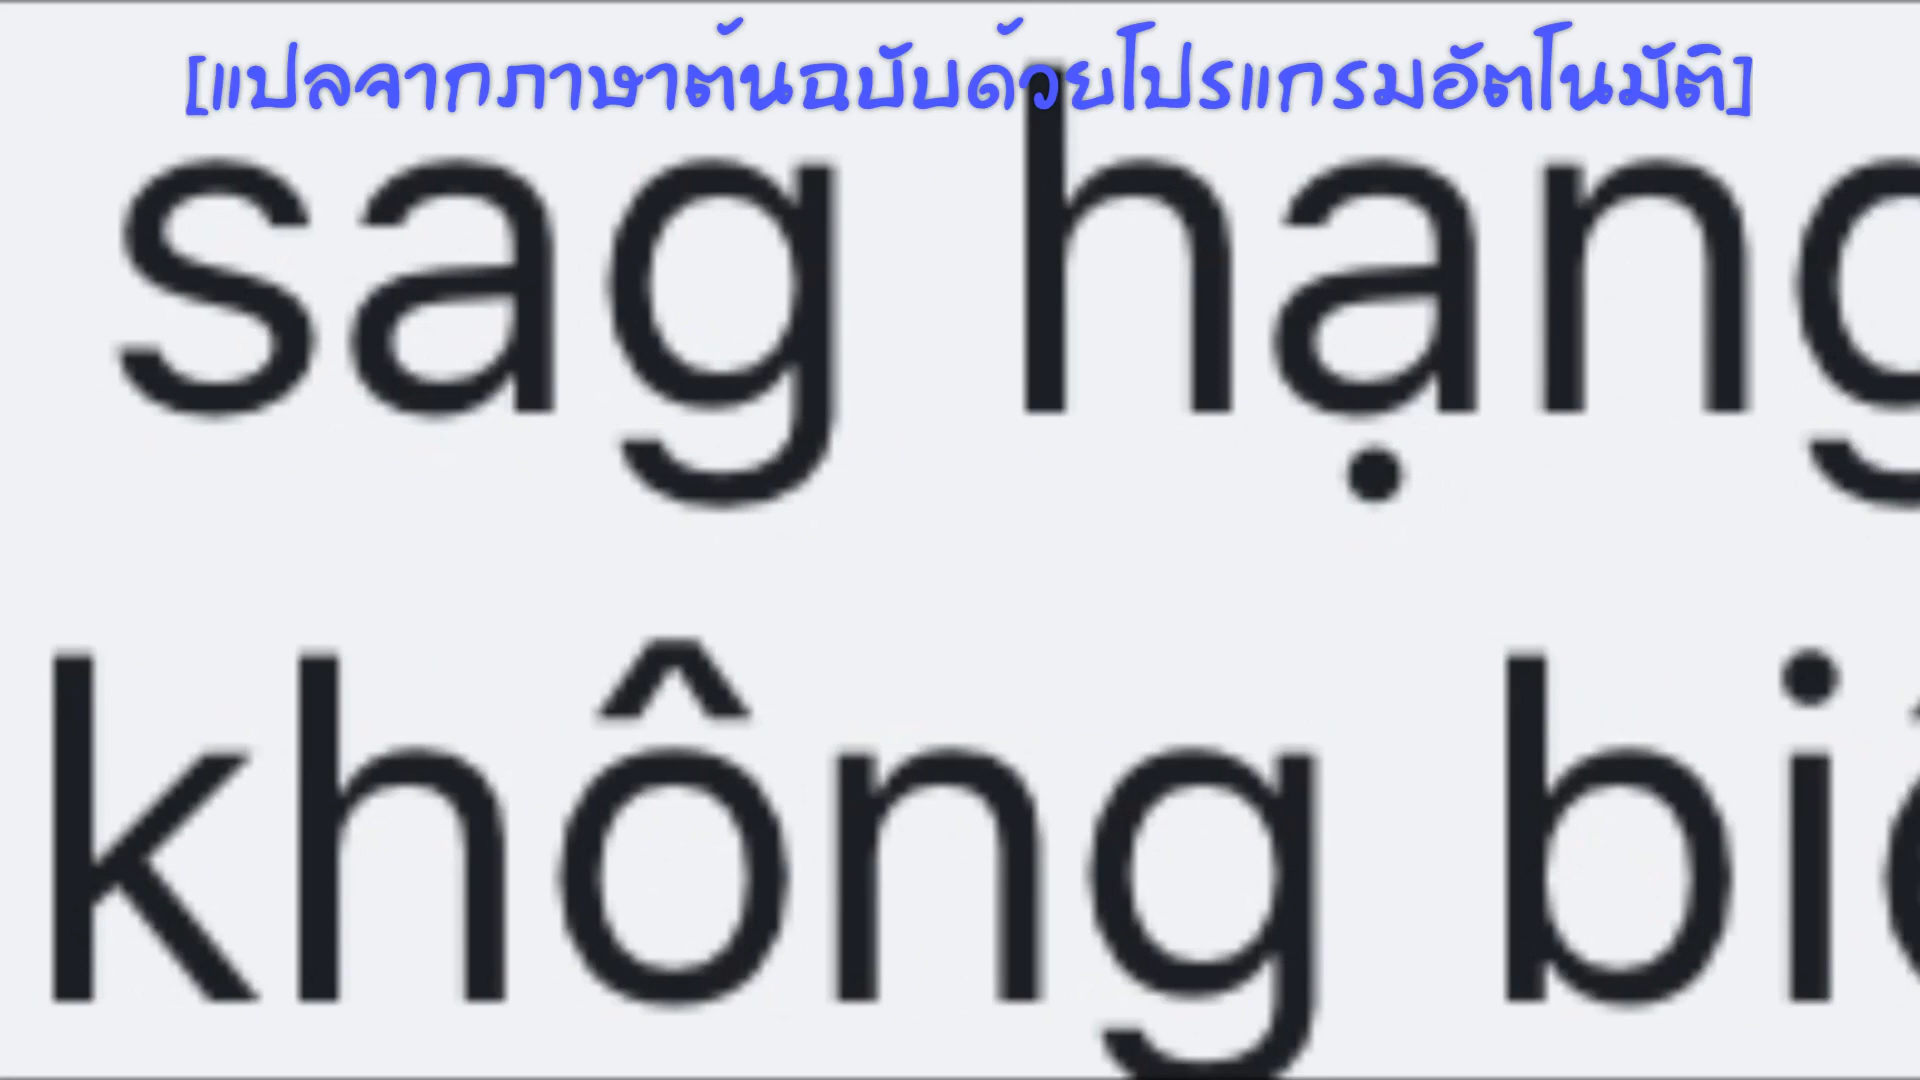 [แปลจากภาษาต้นฉบับด้วยโปรแกรมอัตโนมัติ]
sag hạng
không